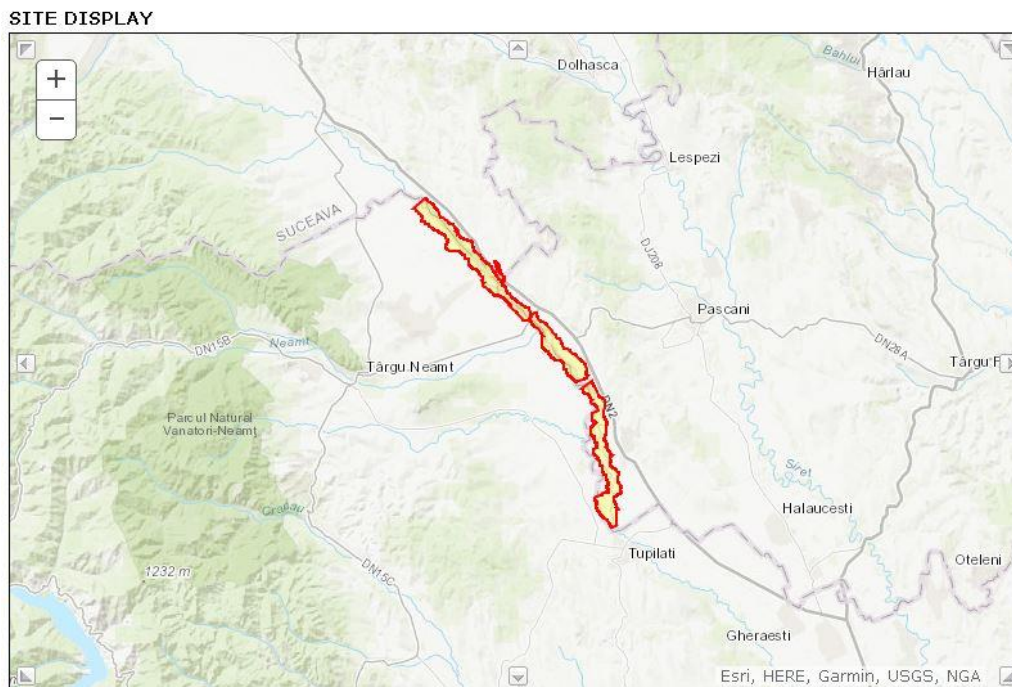 SITE DISPLAY
+
−
Dolhasca
Bahlui
Hârlau
Lespezi
SUCEAVA
DJ208
Pascani
DN15B
Neamt
Târgu Neamt
DN28A
Târgu F
Parcul Natural
Vanatori-Neamţ
DN2
Siret
Cracau
Halaucesti
1232 m
DN15C
Tupilati
Oteleni
Gheraesti
Esri, HERE, Garmin, USGS, NGA